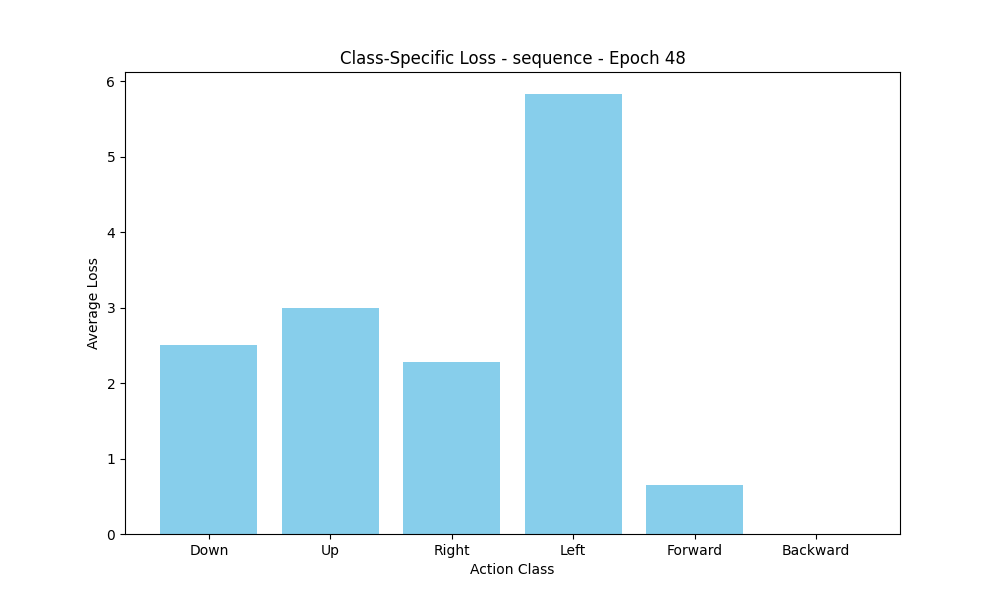 Class-Specific Loss - sequence - Epoch 48
Average Loss
6
5
4
3
2
1
0
Down Up Right Left Forward Backward
Action Class